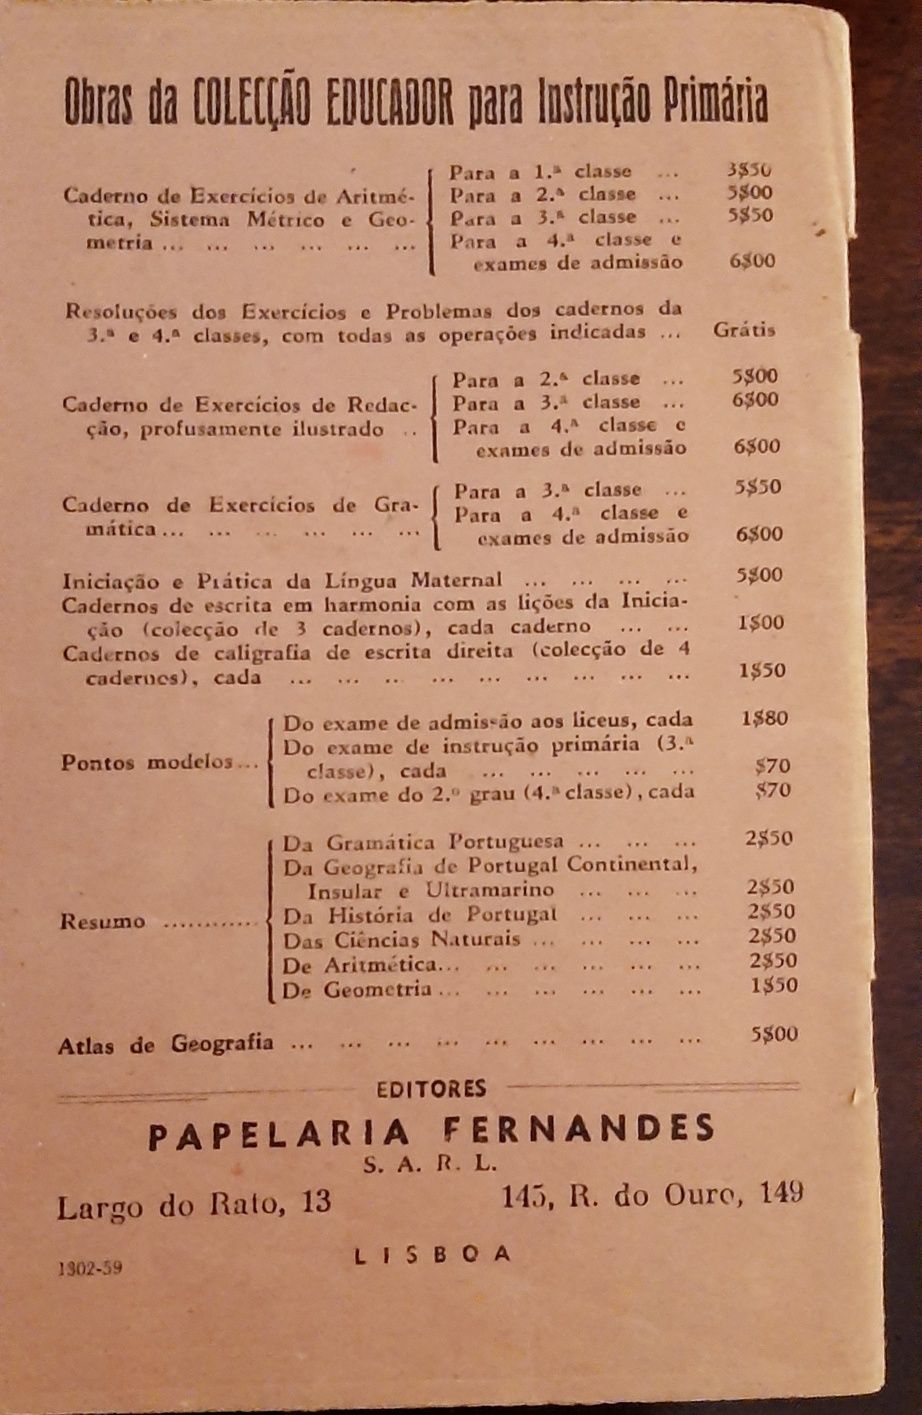 Obras da COLECÇÃO EDUCADOR para Instrução Primária
Caderno de Exercícios de Aritmé-
tica, Sistema Métrico e Geo-
metria ... ... ... ... ... ...
Para a 1.ª classe ... 3$50
Para a 2.ª classe ... 5$00
Para a 3.ª classe ... 5$50
Para a 4.ª classe e
exames de admissão 6$00
Resoluções dos Exercícios e Problemas dos cadernos da
3.ª e 4.ª classes, com todas as operações indicadas ... Grátis
Caderno de Exercícios de Redac-
ção, profusamente ilustrado ..
Para a 2.ª classe ... 5$00
Para a 3.ª classe ... 6$00
Para a 4.ª classe e
exames de admissão 6$00
Caderno de Exercícios de Gra-
mática ... ... ... ... ... ...
Para a 3.ª classe ... 5$50
Para a 4.ª classe e
exames de admissão 6$00
Iniciação e Prática da Língua Maternal ... ... ... ... 5$00
Cadernos de escrita em harmonia com as lições da Inicia-
ção (colecção de 3 cadernos), cada caderno ... ... 1$00
Cadernos de caligrafia de escrita direita (colecção de 4
cadernos), cada ... ... ... ... ... ... ... ... ... 1$50
Pontos modelos ...
Do exame de admissão aos liceus, cada 1$80
Do exame de instrução primária (3.ª
classe), cada ... ... ... ... ... $70
Do exame do 2.º grau (4.ª classe), cada $70
Resumo ............
Da Gramática Portuguesa ... ... ... 2$50
Da Geografia de Portugal Continental,
Insular e Ultramarino ... ... ... 2$50
Da História de Portugal ... ... ... 2$50
Das Ciências Naturais ... ... ... ... 2$50
De Aritmética ... ... ... ... ... ... 2$50
De Geometria ... ... ... ... ... ... 1$50
Atlas de Geografia ... ... ... ... ... ... ... ... ... 5$00
EDITORES
PAPELARIA FERNANDES
S. A. R. L.
Largo do Rato, 13 145, R. do Ouro, 149
LISBOA
1302-59